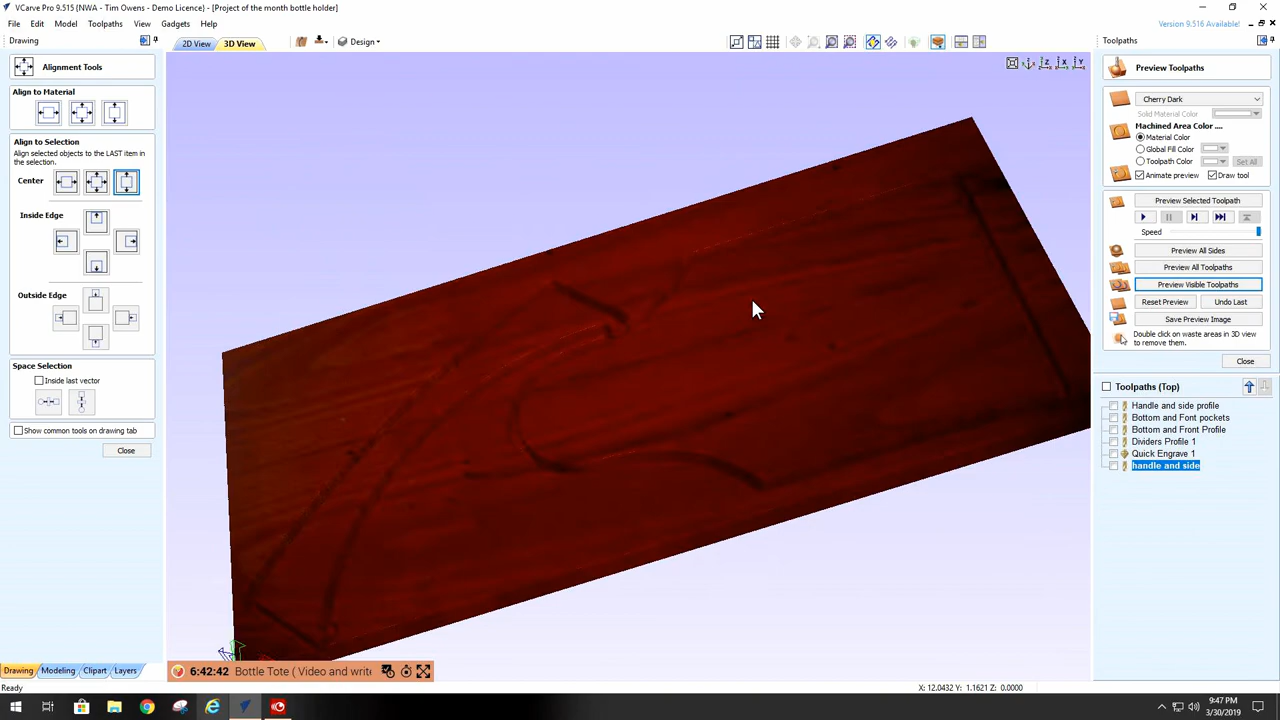 VCarve Pro 9.515 {NWA - Tim Owens - Demo Licence} - [Project of the month bottle holder]
File Edit Model Toolpaths View Gadgets Help
Version 9.516 Available!
Drawing
2D View 3D View
Design
Toolpaths
Alignment Tools
Align to Material
Align to Selection
Align selected objects to the LAST item in
the selection.
Center
Inside Edge
Outside Edge
Space Selection
Inside last vector
Show common tools on drawing tab
Close
Preview Toolpaths
Cherry Dark
Solid Material Color
Machined Area Color ....
Material Color
Global Fill Color
Toolpath Color
Set All
Animate preview
Draw tool
Preview Selected Toolpath
Speed
Preview All Sides
Preview All Toolpaths
Preview Visible Toolpaths
Reset Preview
Undo Last
Save Preview Image
Double click on waste areas in 3D view
to remove them.
Close
Toolpaths (Top)
Handle and side profile
Bottom and Font pockets
Bottom and Front Profile
Dividers Profile 1
Quick Engrave 1
handle and side
Z X Y
Drawing Modeling Clipart Layers
6:42:42 Bottle Tote ( Video and write
Ready
X: 12.0432 Y: 1.1621 Z: 0.0000
9:47 PM
3/30/2019